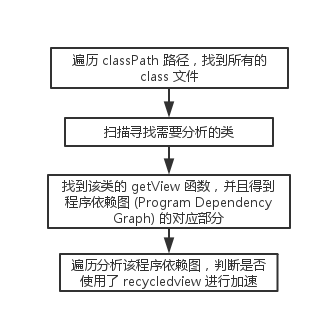 遍历 classPath 路径，找到所有的
class 文件
扫描寻找需要分析的类
找到该类的 getView 函数，并且得到
程序依赖图 (Program Dependency
Graph) 的对应部分
遍历分析该程序依赖图，判断是否
使用了 recycledview 进行加速